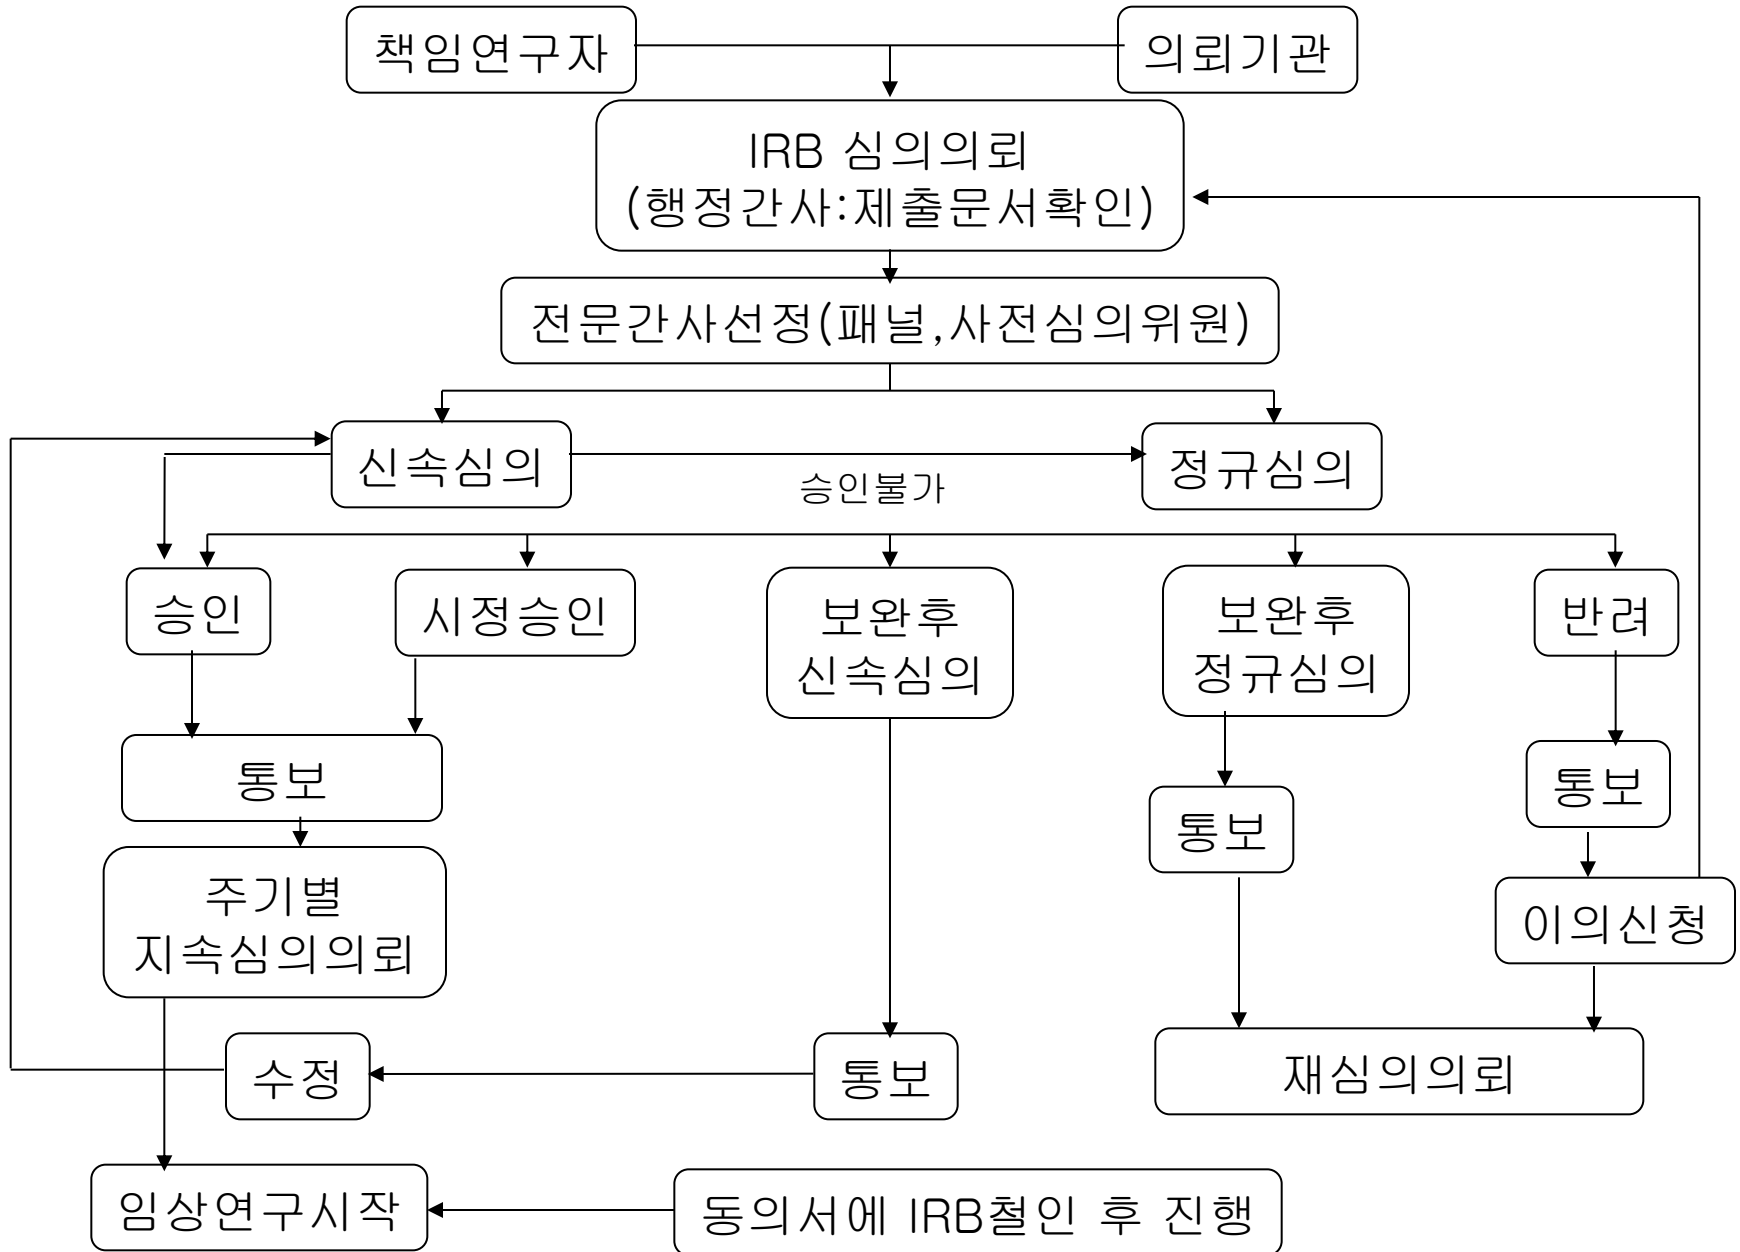 책임연구자
의뢰기관
IRB 심의의뢰
(행정간사:제출문서확인)
전문간사선정(패널,사전심의위원)
신속심의
승인불가
정규심의
승인
시정승인
보완후
신속심의
보완후
정규심의
반려
통보
통보
통보
주기별
지속심의의뢰
이의신청
수정
통보
재심의의뢰
임상연구시작
동의서에 IRB철인 후 진행